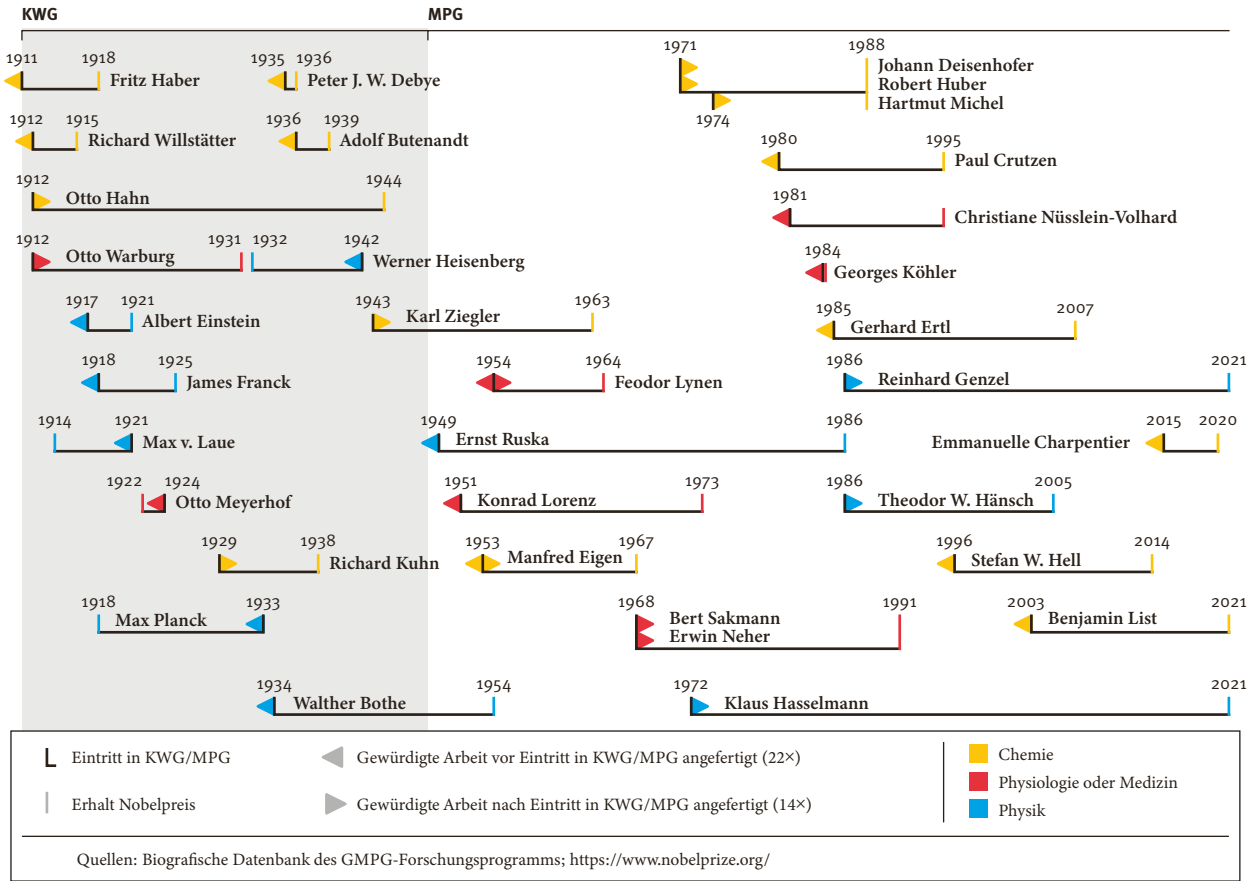 KWG MPG
1911 1918 Fritz Haber
1935 1936 Peter J. W. Debye
1971 1988 Johann Deisenhofer
Robert Huber
Hartmut Michel
1974
1912 1915 Richard Willstätter
1936 1939 Adolf Butenandt
1980 1995 Paul Crutzen
1912 Otto Hahn 1944
1981 Christiane Nüsslein-Volhard
1912 Otto Warburg 1931
1932 1942 Werner Heisenberg
1984 Georges Köhler
1917 1921 Albert Einstein
1943 Karl Ziegler 1963
1985 Gerhard Ertl 2007
1918 1925 James Franck
1954 1964 Feodor Lynen
1986 Reinhard Genzel 2021
1914 1921 Max v. Laue
1949 Ernst Ruska 1986
Emmanuelle Charpentier 2015 2020
1922 1924 Otto Meyerhof
1951 Konrad Lorenz 1973
1986 Theodor W. Hänsch 2005
1929 1938 Richard Kuhn
1953 Manfred Eigen 1967
1996 Stefan W. Hell 2014
1918 Max Planck 1933
1968 Bert Sakmann 1991
Erwin Neher
2003 Benjamin List 2021
1934 Walther Bothe 1954
1972 Klaus Hasselmann 2021
Eintritt in KWG/MPG
Erhalt Nobelpreis
Gewürdigte Arbeit vor Eintritt in KWG/MPG angefertigt (22×)
Gewürdigte Arbeit nach Eintritt in KWG/MPG angefertigt (14×)
Chemie
Physiologie oder Medizin
Physik
Quellen: Biografische Datenbank des GMPG-Forschungsprogramms; https://www.nobelprize.org/